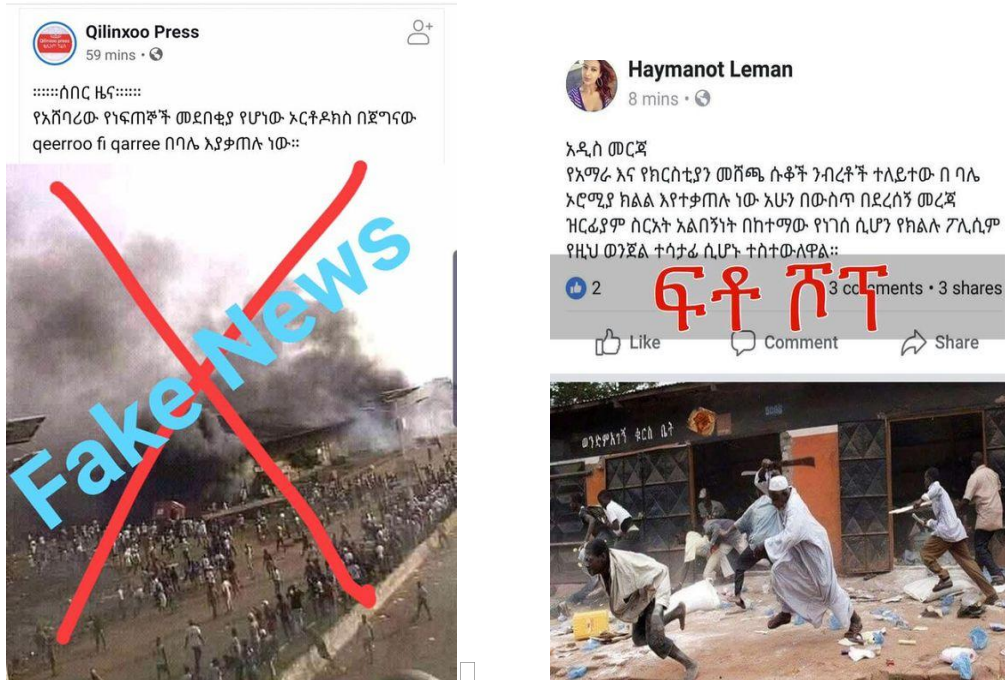 Qilinxoo Press
59 mins
::::::ሰበር ዜና::::::
የአሸባሪው የነፍጠኞች መደበቂያ የሆነው ኦርቶዶክስ በጀግናው
qeerroo fi qarree በባሌ እያቃጠሉ ነው።
Fake News
Haymanot Leman
8 mins
አዲስ መርጃ
የአማራ እና የክርስቲያን መሸጫ ሱቆች ንብረቶች ተለይተው በ ባሌ
ኦሮሚያ ክልል እየተቃጠሉ ነው አሁን በውስጥ በደረሰኝ መረጃ
ዝርፊያም ስርአት አልበኝነት በከተማው የነገሰ ሲሆን የክልሉ ፖሊሲም
የዚህ ወንጀል ተሳታፊ ሲሆኑ ተስተውለዋል።
2
3 comments • 3 shares
ፍቶ ሾፕ
Like
Comment
Share
ቁርስ ቤት